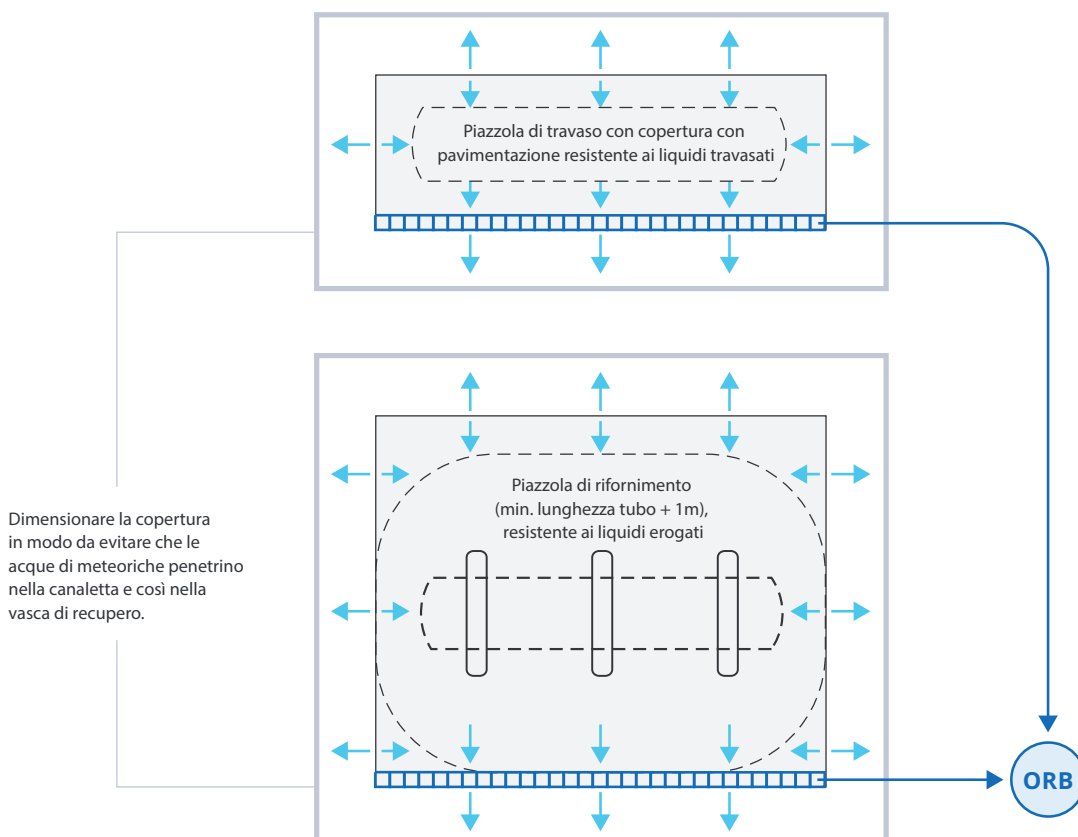 Piazzola di travaso con copertura con
pavimentazione resistente ai liquidi travasati
Piazzola di rifornimento
(min. lunghezza tubo + 1m),
resistente ai liquidi erogati
Dimensionare la copertura
in modo da evitare che le
acque di meteoriche penetrino
nella canaletta e così nella
vasca di recupero.
ORB